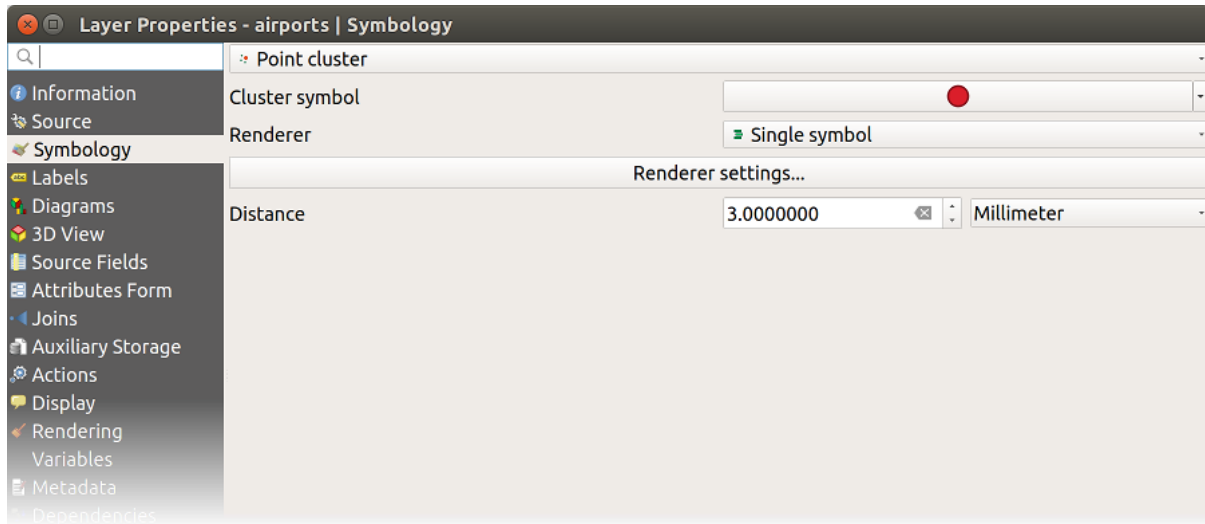 Layer Properties - airports | Symbology
Point cluster
Information
Cluster symbol
Source
Renderer
Single symbol
Symbology
Renderer settings...
Labels
Diagrams
Distance
3.0000000
Millimeter
3D View
Source Fields
Attributes Form
Joins
Auxiliary Storage
Actions
Display
Rendering
Variables
Metadata
Dependencies